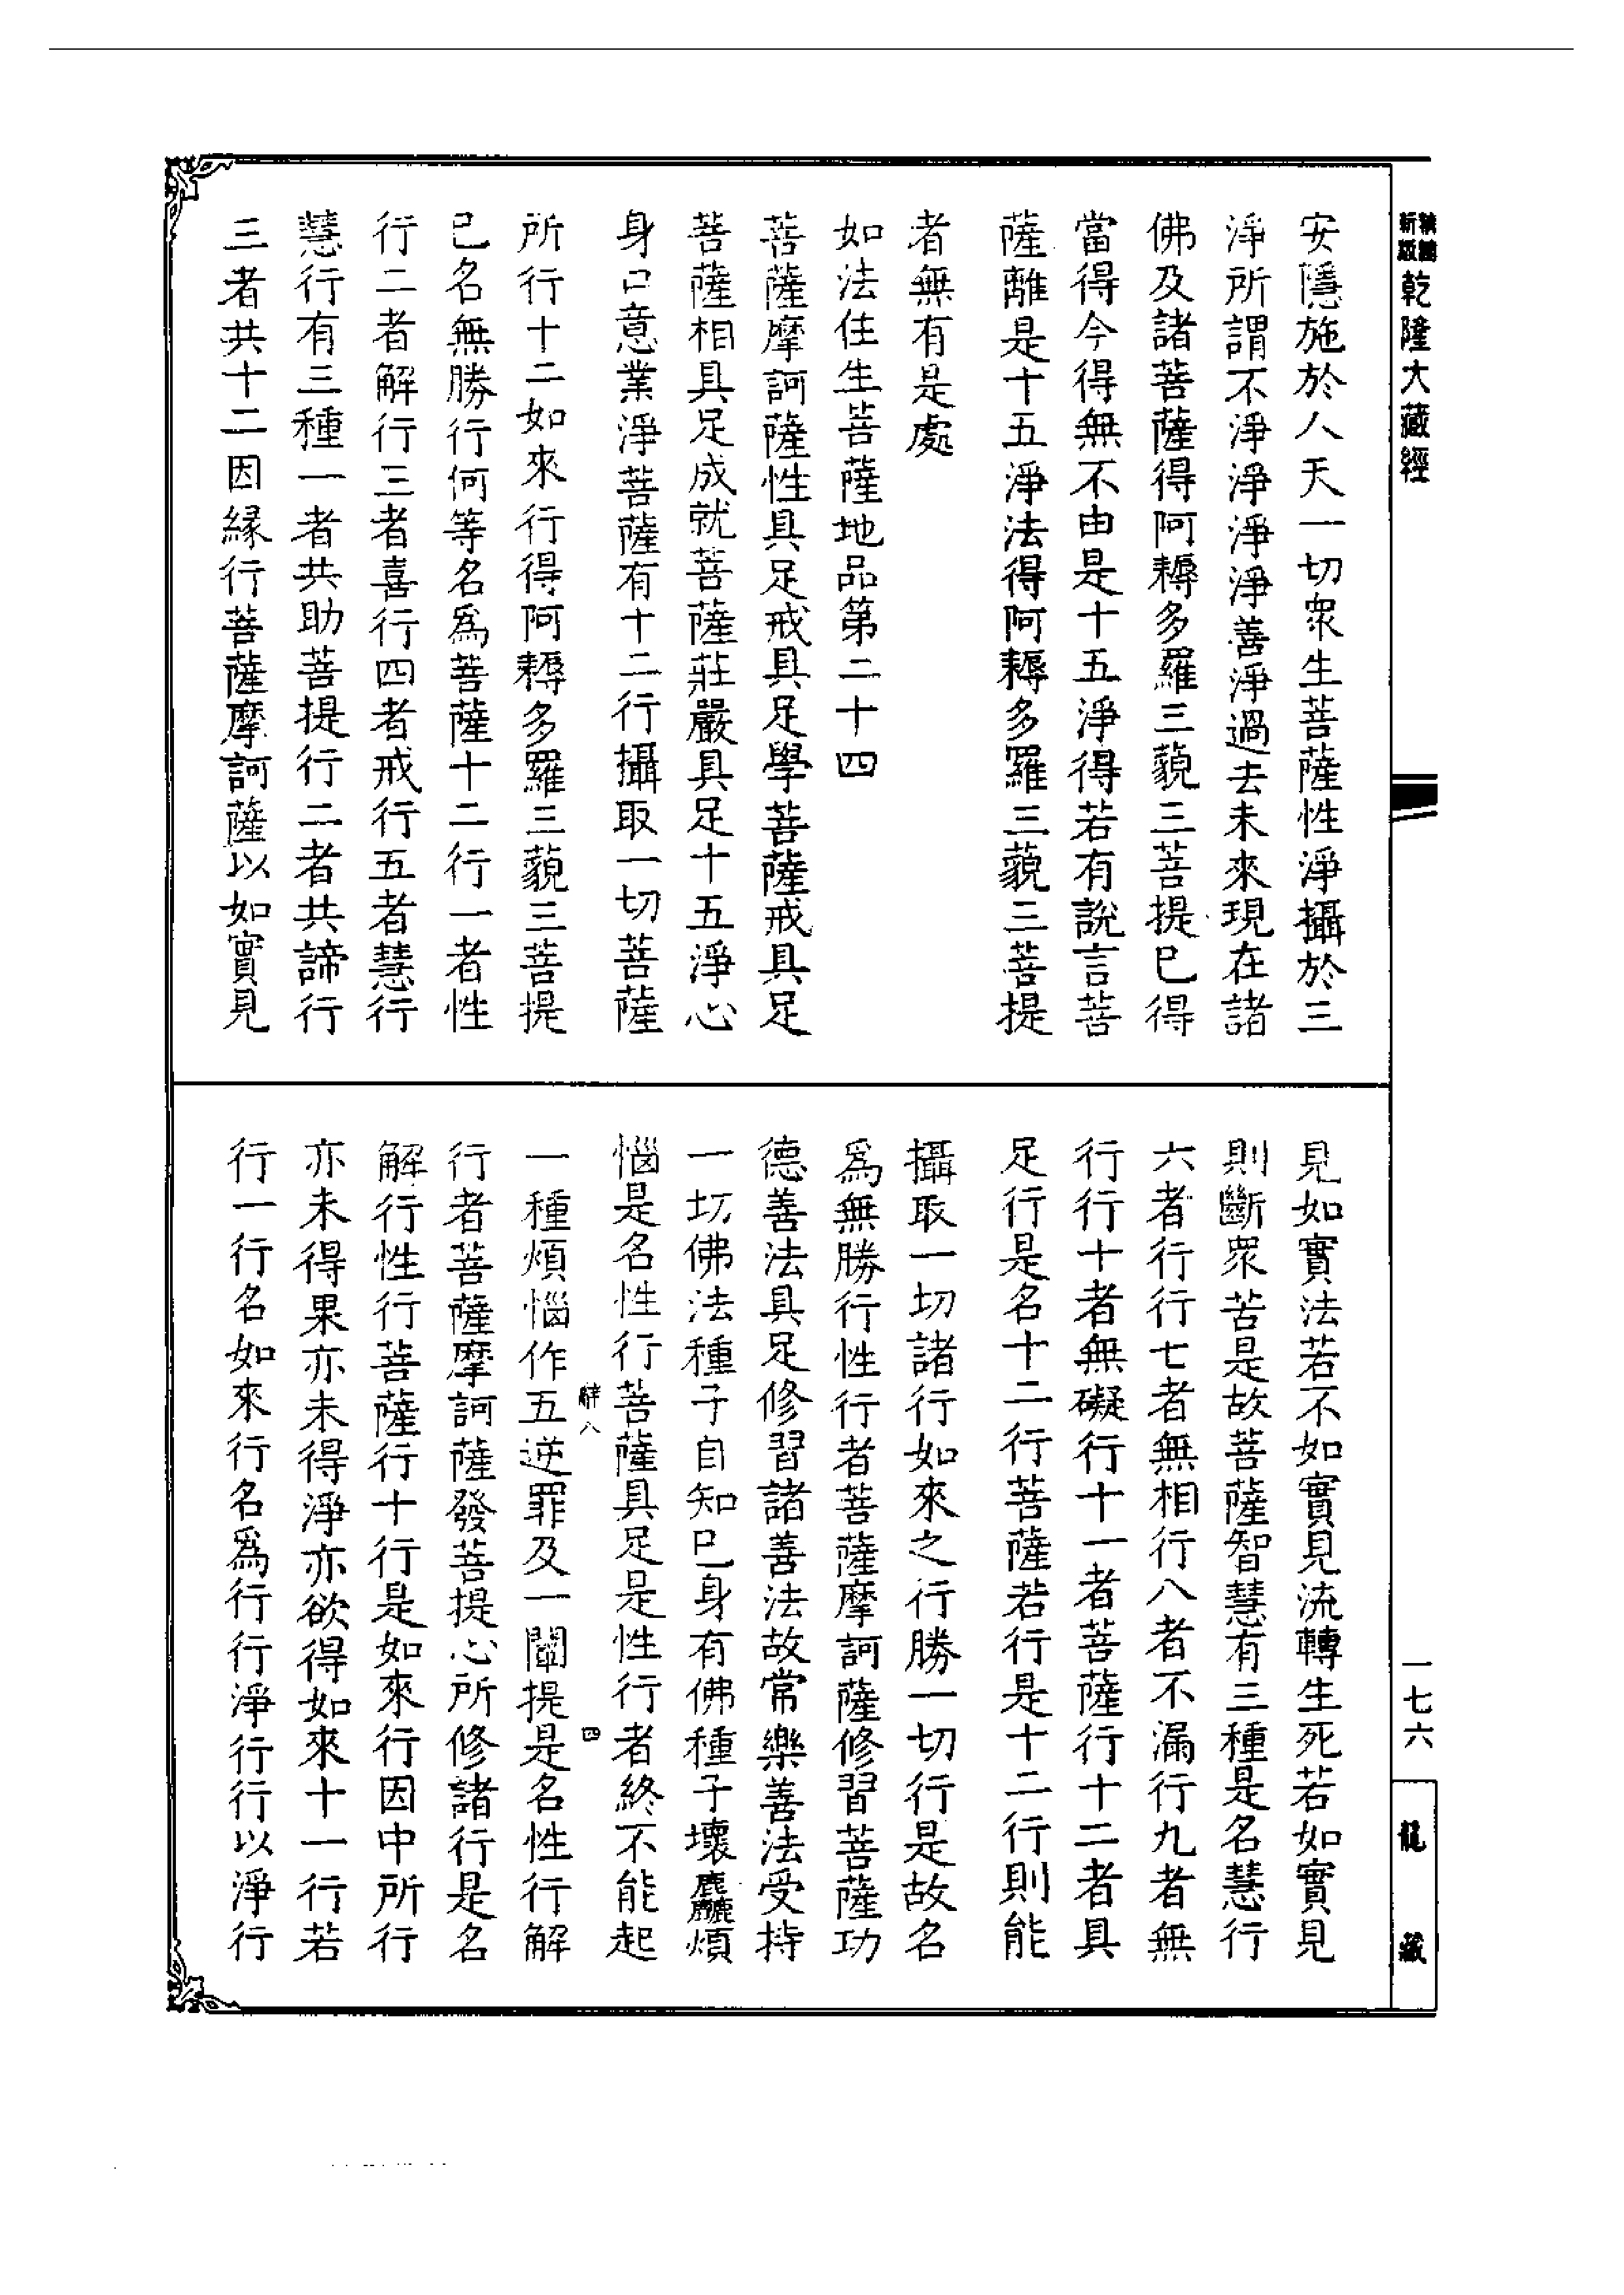 乾隆大藏經
一七六
龍藏
安隱施於人天一切衆生菩薩性淨攝於三
淨所謂不淨淨淨淨善淨過去未來現在諸
佛及諸菩薩得阿耨多羅三藐三菩提已得
當得今得無不由是十五淨得若有說言菩
薩離是十五淨法得阿耨多羅三藐三菩提
者無有是處
如法住生菩薩地品第二十四
菩薩摩訶薩性具足戒具足學菩薩戒具足
菩薩相具足成就菩薩莊嚴具足十五淨心
身口意業淨菩薩有十二行攝取一切菩薩
所行十二如來行得阿耨多羅三藐三菩提
已名無勝行何等名爲菩薩十二行一者性
行二者解行三者喜行四者戒行五者慧行
慧行有三種一者共助菩提行二者共諦行
三者共十二因緣行菩薩摩訶薩以如實見
見如實法若不如實見流轉生死若如實見
則斷衆苦是故菩薩智慧有三種是名慧行
六者行行七者無相行八者不漏行九者無
行行十者無礙行十一者菩薩行十二者具
足行是名十二行菩薩若行是十二行則能
攝取一切諸行如來之行勝一切行是故名
爲無勝行性行者菩薩摩訶薩修習菩薩功
德善法具足修習諸善法故常樂善法受持
一切佛法種子自知已身有佛種子壞麤煩
惱是名性行菩薩具足是性行者終不能起
辭八
四
一種煩惱作五逆罪及一闡提是名性行解
行者菩薩摩訶薩發菩提心所修諸行是名
解行性行菩薩行十行是如來行因中所行
亦未得果亦未得淨亦欲得如來十一行若
行一行名如來行名爲行行淨行行以淨行